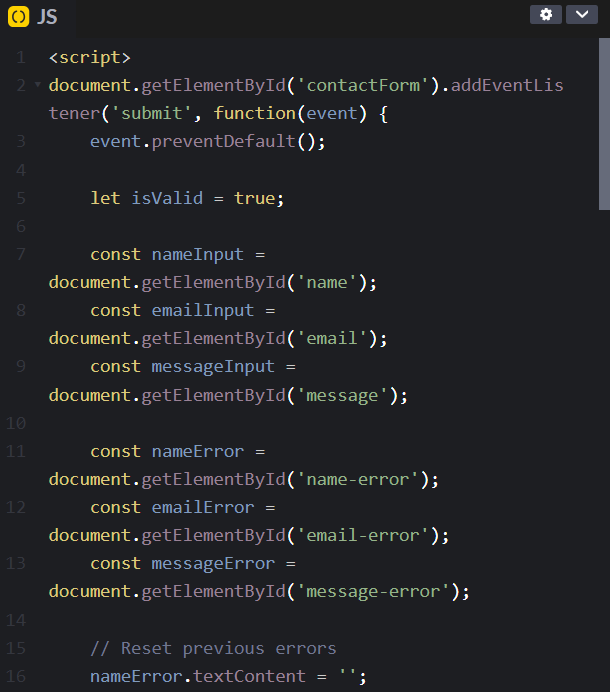 JS
1 <script>
2 document.getElementById('contactForm').addEventLis
tener('submit', function(event) {
3 event.preventDefault();
4
5 let isValid = true;
6
7 const nameInput =
document.getElementById('name');
8 const emailInput =
document.getElementById('email');
9 const messageInput =
document.getElementById('message');
10
11 const nameError =
document.getElementById('name-error');
12 const emailError =
document.getElementById('email-error');
13 const messageError =
document.getElementById('message-error');
14
15 // Reset previous errors
16 nameError.textContent = '';